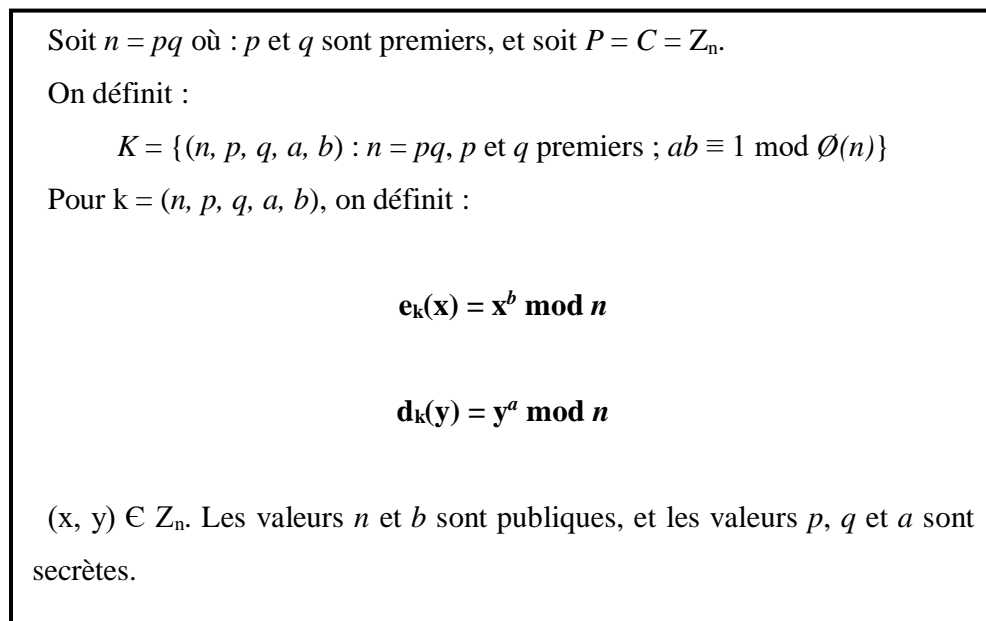 Soit n = pq où : p et q sont premiers, et soit P = C = Zₙ.
On définit :
K = {(n, p, q, a, b) : n = pq, p et q premiers ; ab ≡ 1 mod Ø(n)}
Pour k = (n, p, q, a, b), on définit :
eₖ(x) = xᵇ mod n
dₖ(y) = yᵃ mod n
(x, y) Є Zₙ. Les valeurs n et b sont publiques, et les valeurs p, q et a sont
secrètes.